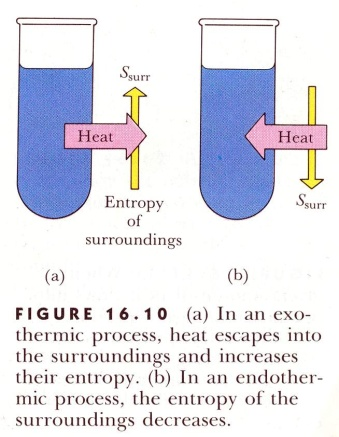 S surr
Heat
Entropy
of
surroundings
(a)
Heat
S surr
(b)
FIGURE 16.10 (a) In an exo-
thermic process, heat escapes into
the surroundings and increases
their entropy. (b) In an endother-
mic process, the entropy of the
surroundings decreases.